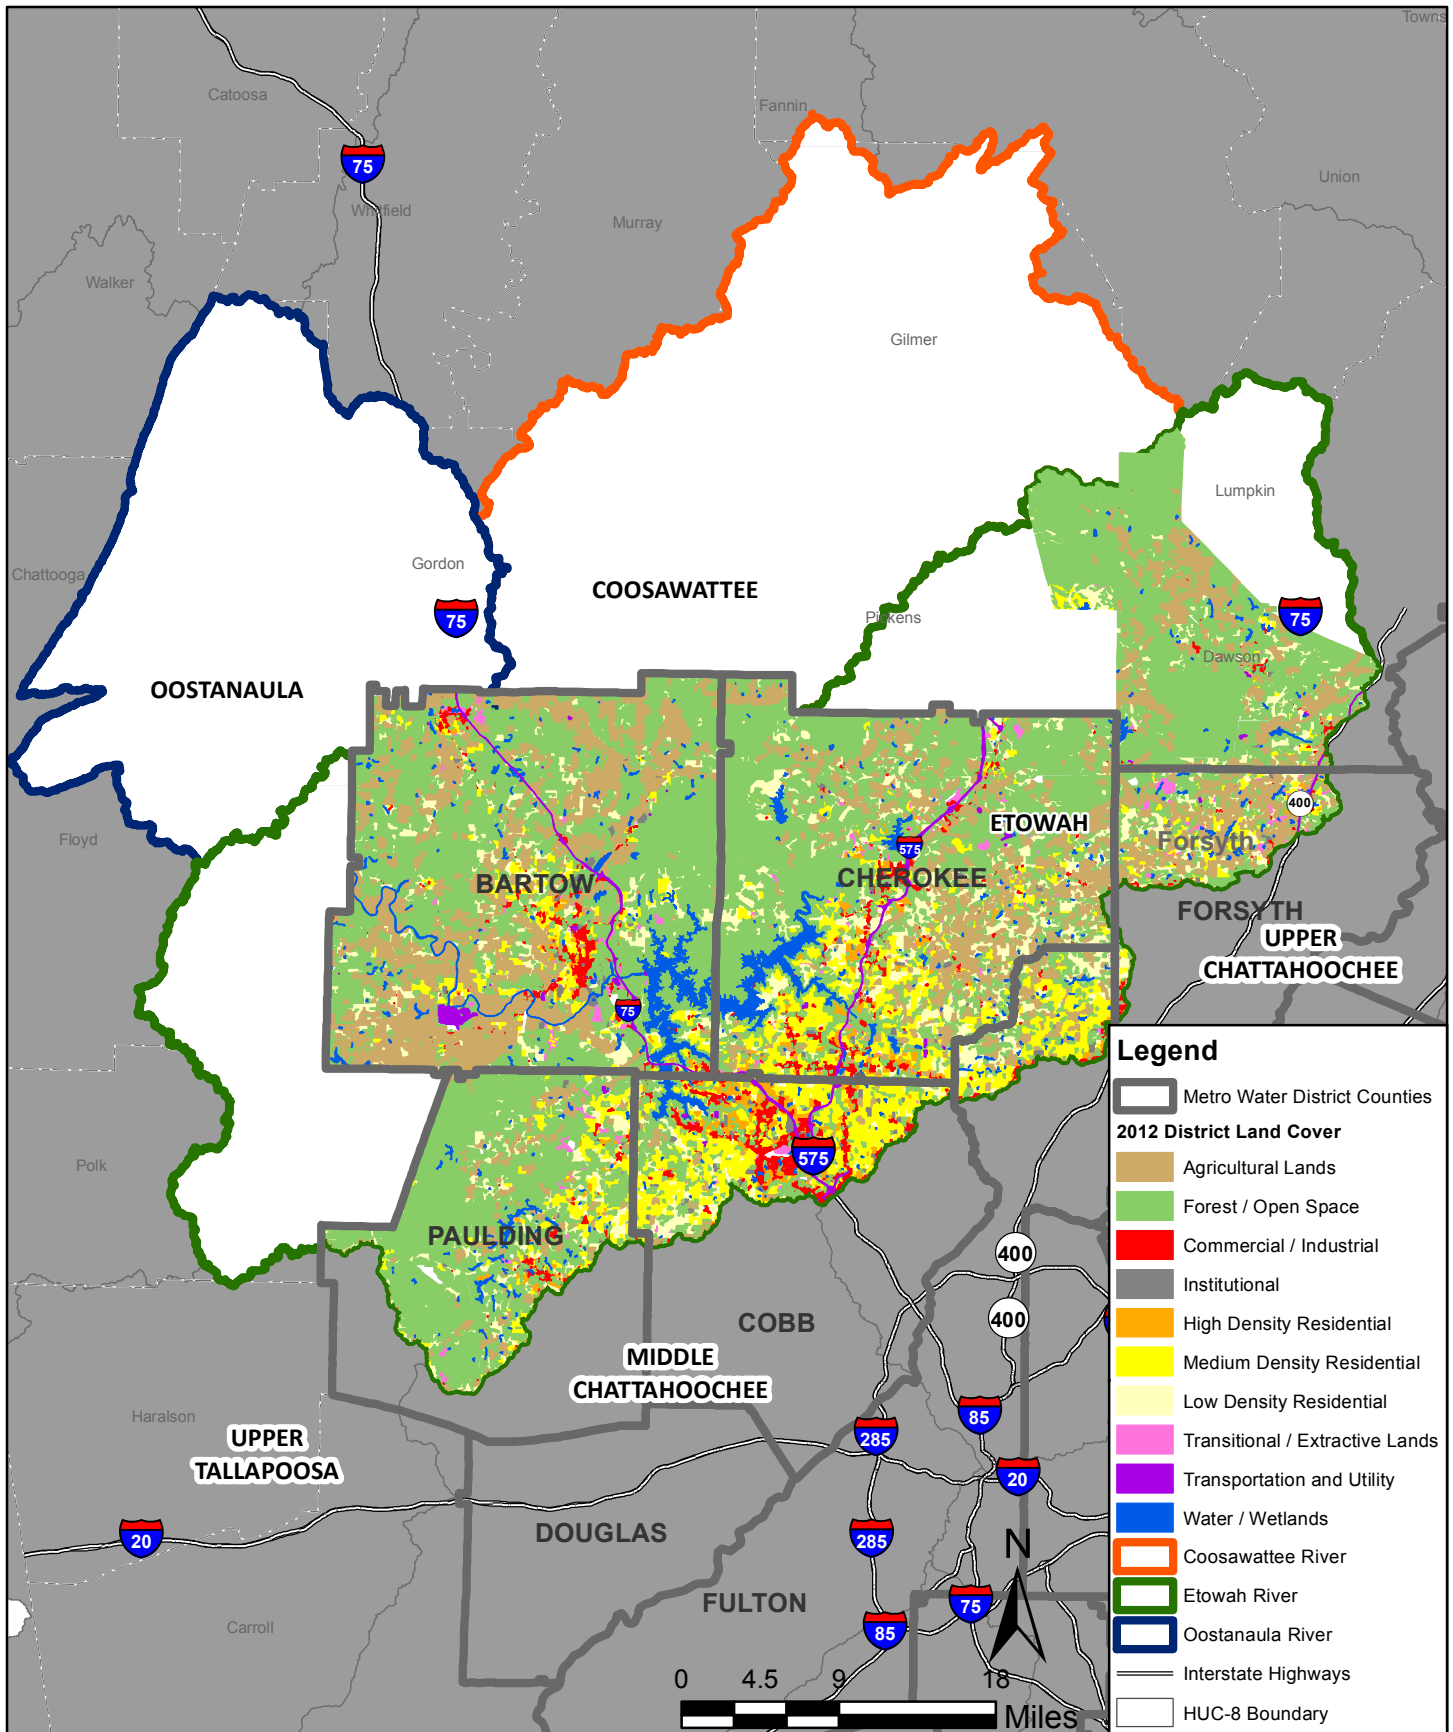 Towns
Catoosa
Fannin
75
Union
Whitfield
Murray
Walker
Gilmer
Lumpkin
Gordon
Chattooga
COOSAWATTEE
75
75
Pickens
Dawson
OOSTANAULA
400
ETOWAH
Floyd
Forsyth
575
BARTOW
CHEROKEE
FORSYTH
UPPER
CHATTAHOOCHEE
75
Legend
Metro Water District Counties
2012 District Land Cover
Agricultural Lands
Forest / Open Space
Commercial / Industrial
Institutional
High Density Residential
Medium Density Residential
Low Density Residential
Transitional / Extractive Lands
Transportation and Utility
Water / Wetlands
Coosawattee River
Etowah River
Oostanaula River
Interstate Highways
HUC-8 Boundary
575
Polk
PAULDING
400
400
COBB
MIDDLE
CHATTAHOOCHEE
Haralson
85
285
UPPER
TALLAPOOSA
20
20
DOUGLAS
285
N
FULTON
75
Carroll
85
0 4.5 9 18
Miles